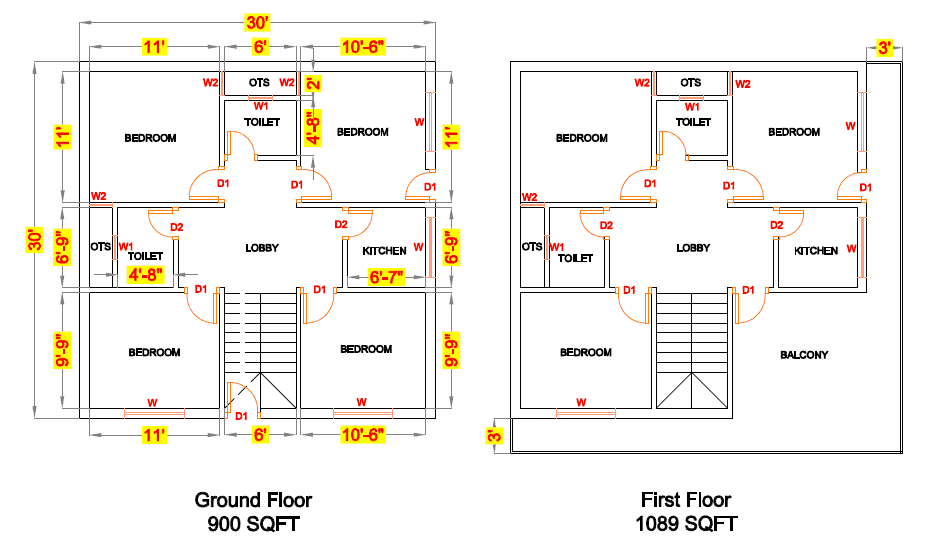 30'
11' 6' 10'-6" 3'
W2 OTS W2 2' OTS W2
W1 W1
BEDROOM TOILET 4'-8" BEDROOM W BEDROOM TOILET BEDROOM W
11' 11'
D1 D1 D1 D1 D1 D1
W2 W2
30' 6'-9" D2 D2 6'-9" D2 D2
OTS W1 TOILET LOBBY KITCHEN W OTS W1 TOILET LOBBY KITCHEN W
4'-8" 6'-7"
D1 D1 D1 D1
9'-9" BEDROOM BEDROOM 9'-9" BEDROOM BALCONY
W D1 W W
11' 6' 10'-6" 3'
Ground Floor
900 SQFT
First Floor
1089 SQFT